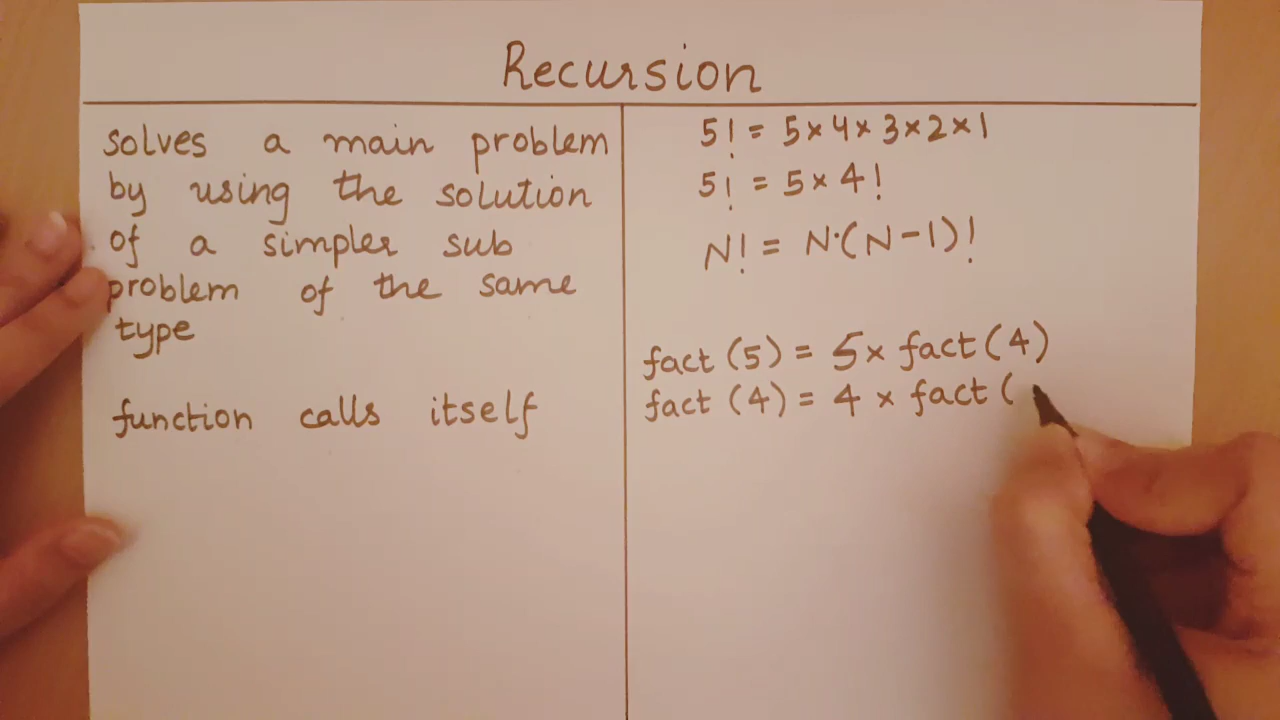 Recursion
solves a main problem
by using the solution
of a simpler sub
problem of the same
type
function calls itself
5! = 5 × 4 × 3 × 2 × 1
5! = 5 × 4!
N! = N·(N-1)!
fact (5) = 5 × fact (4)
fact (4) = 4 × fact (